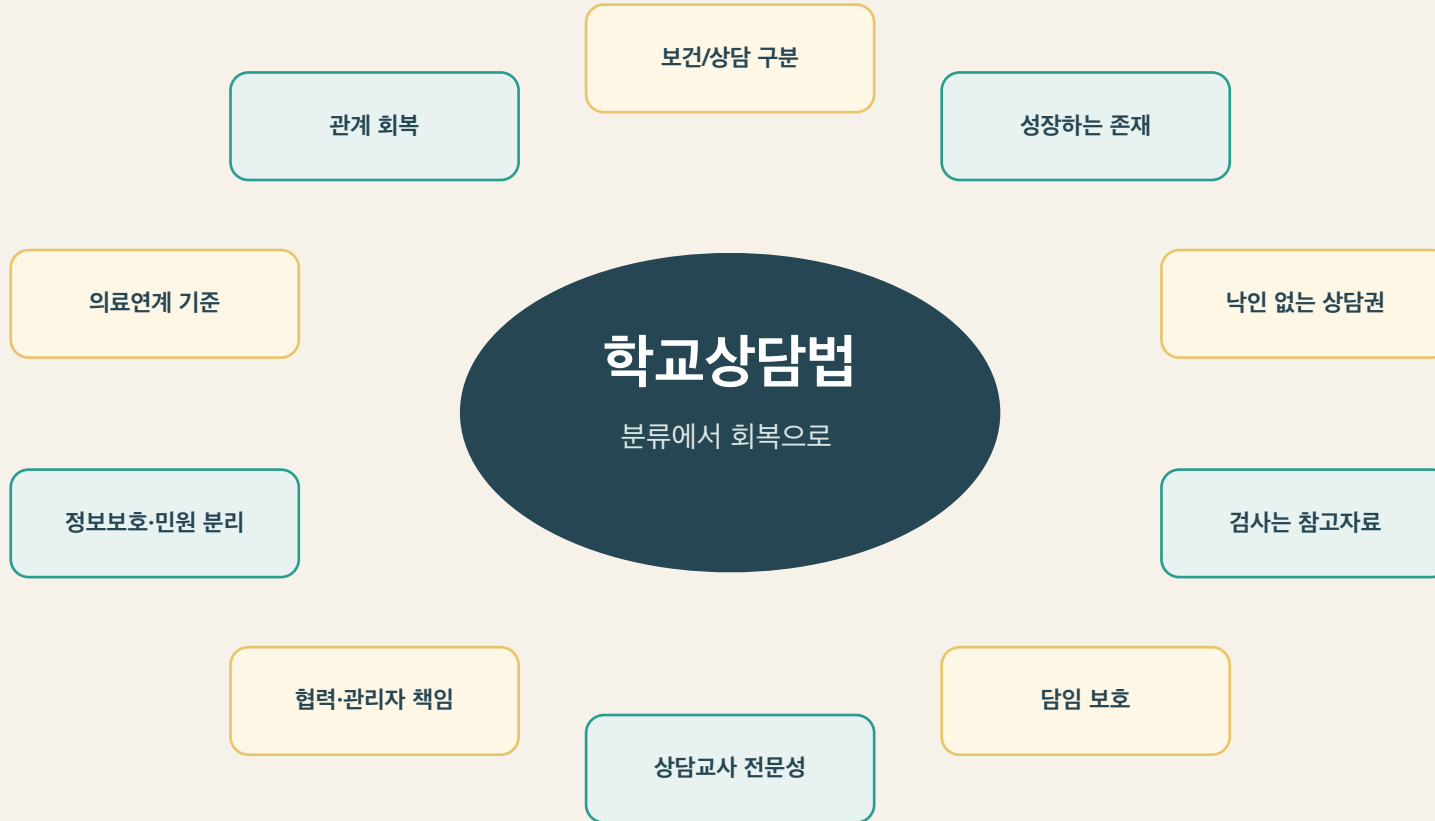 보건/상담 구분
관계 회복
성장하는 존재
의료연계 기준
낙인 없는 상담권
학교상담법
분류에서 회복으로
정보보호·민원 분리
검사는 참고자료
협력·관리자 책임
담임 보호
상담교사 전문성